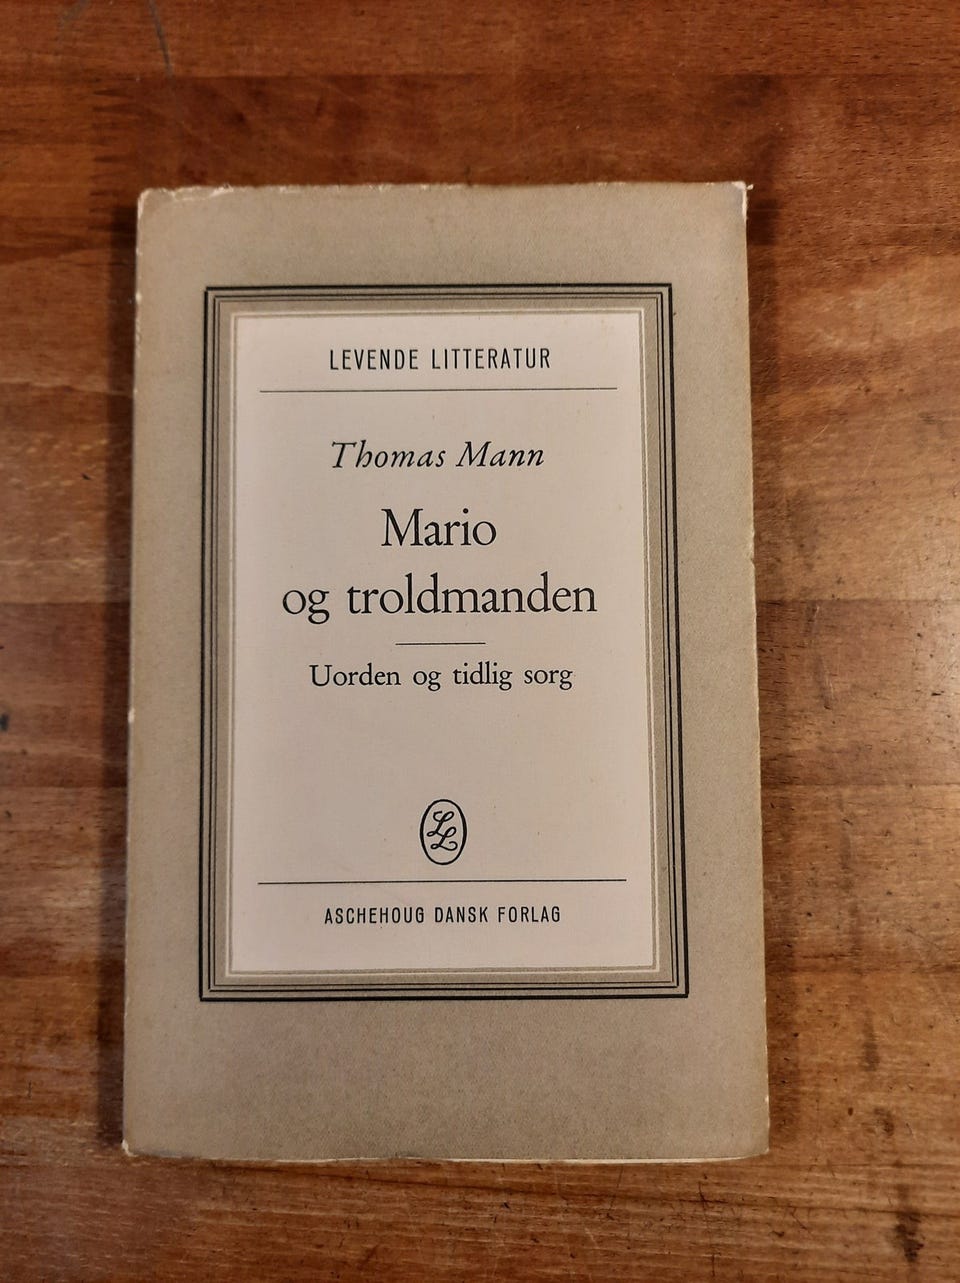 LEVENDE LITTERATUR
Thomas Mann
Mario
og troldmanden
Uorden og tidlig sorg
LL
ASCHEHOUG DANSK FORLAG